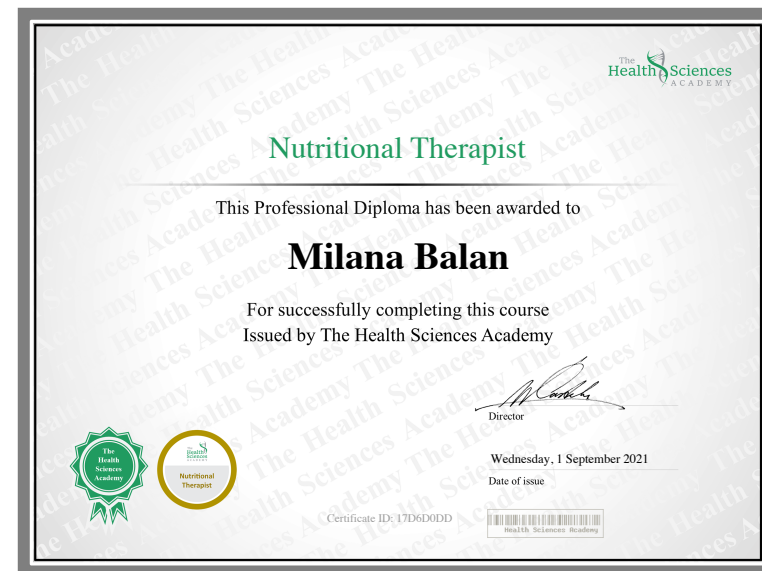 The
Health Sciences
ACADEMY
Nutritional Therapist
This Professional Diploma has been awarded to
Milana Balan
For successfully completing this course
Issued by The Health Sciences Academy
Director
Wednesday, 1 September 2021
Date of issue
The
Health
Sciences
Academy
The
Health
Sciences
ACADEMY
Nutritional
Therapist
Certificate ID: 17D6D0DD
Health Sciences Academy